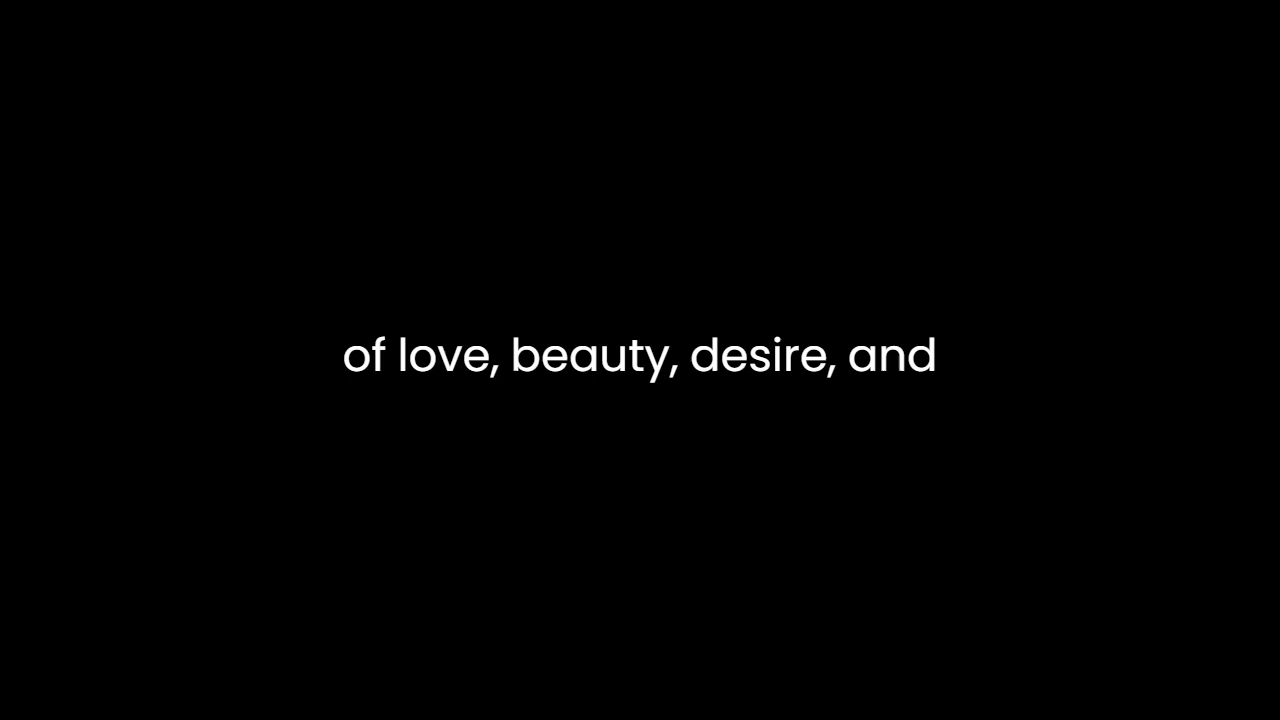 of love, beauty, desire, and